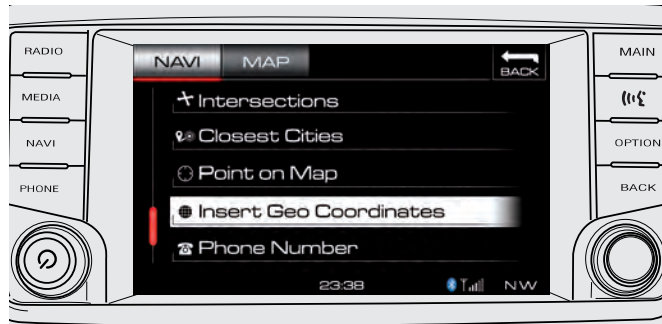 RADIO
MEDIA
NAVI
PHONE
NAVI MAP BACK
Intersections
Closest Cities
Point on Map
Insert Geo Coordinates
Phone Number
23:38 NW
MAIN
OPTION
BACK